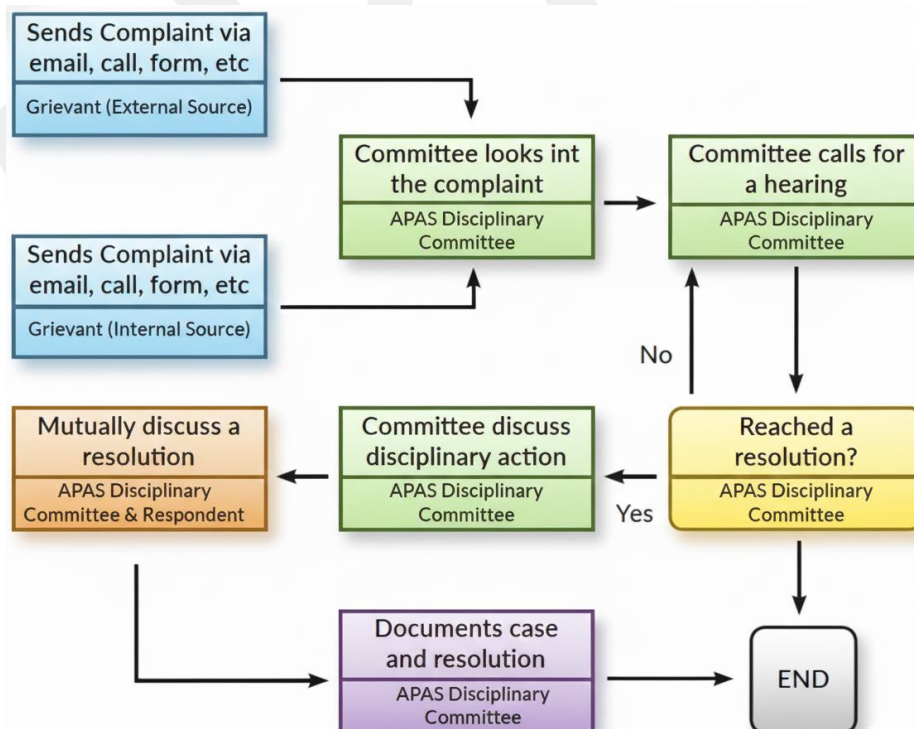 Sends Complaint via
email, call, form, etc
Grievant (External Source)
Committee looks int
the complaint
APAS Disciplinary
Committee
Committee calls for
a hearing
APAS Disciplinary
Committee
Sends Complaint via
email, call, form, etc
Grievant (Internal Source)
No
Mutually discuss a
resolution
APAS Disciplinary
Committee & Respondent
Committee discuss
disciplinary action
APAS Disciplinary
Committee
Yes
Reached a
resolution?
APAS Disciplinary
Committee
Documents case
and resolution
APAS Disciplinary
Committee
END